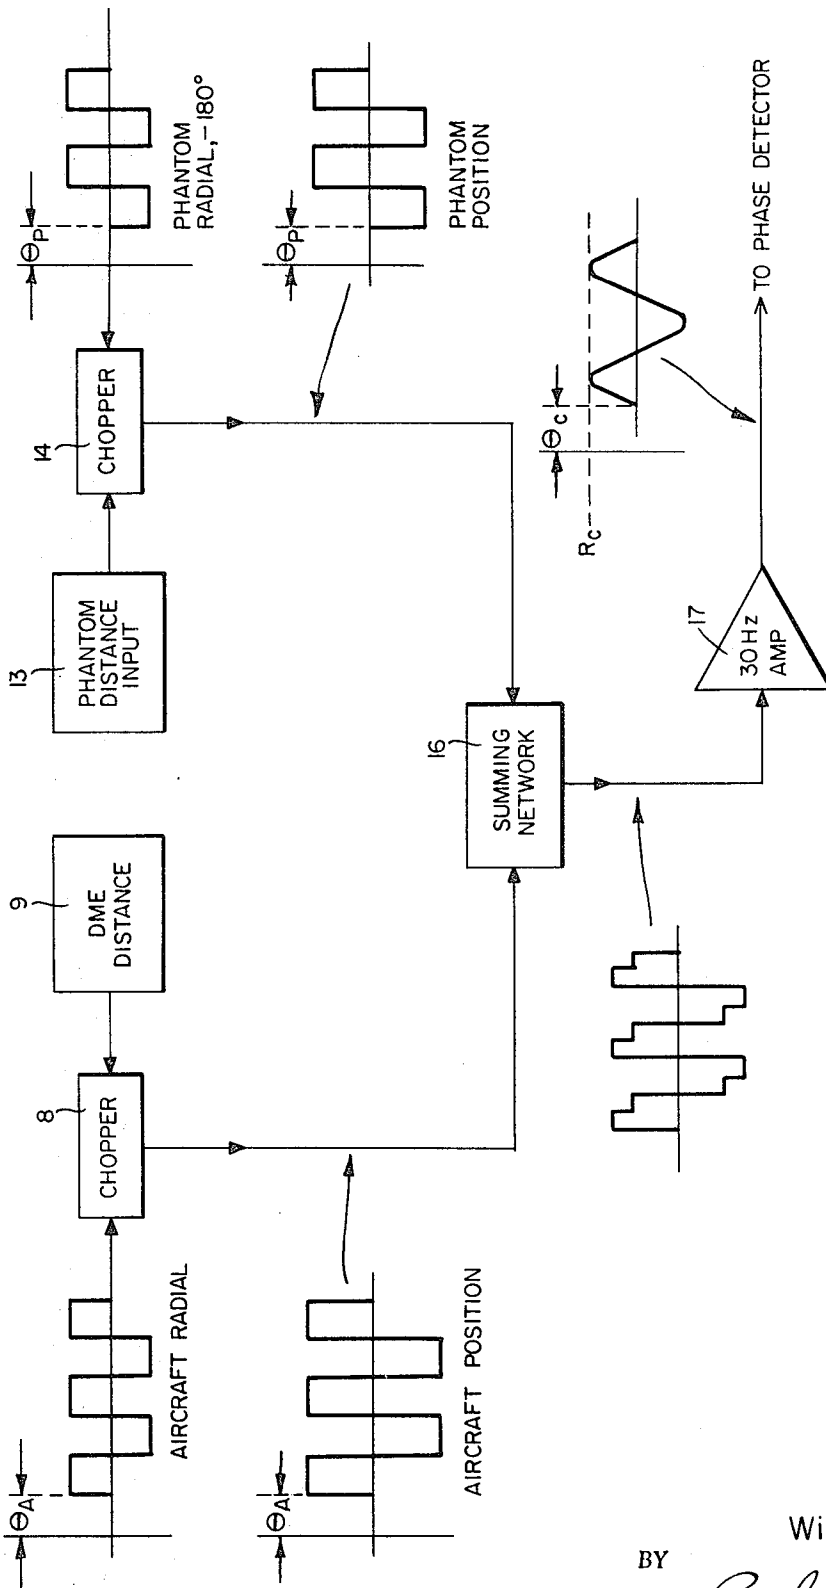 ΘA
AIRCRAFT RADIAL
8
CHOPPER
9
DME
DISTANCE
13
PHANTOM
DISTANCE
INPUT
14
CHOPPER
ΘP
PHANTOM
RADIAL,-180°
ΘA
AIRCRAFT POSITION
ΘP
PHANTOM
POSITION
16
SUMMING
NETWORK
RC
ΘC
17
30 Hz
AMP
TO PHASE DETECTOR
Wi
BY